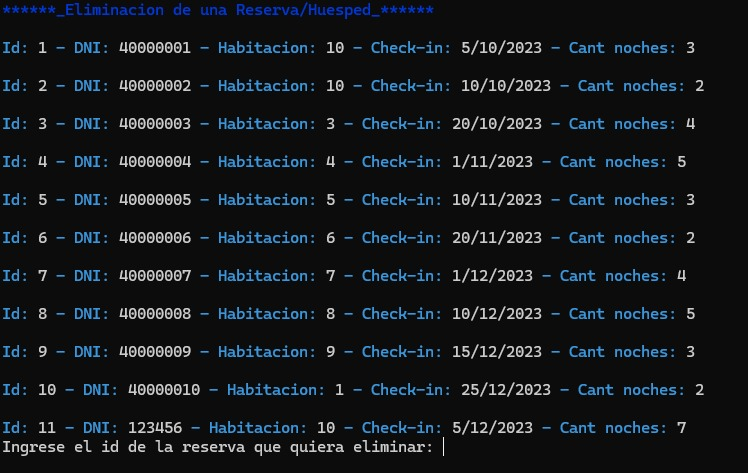 ******_Eliminacion de una Reserva/Huesped_******
Id: 1 - DNI: 40000001 - Habitacion: 10 - Check-in: 5/10/2023 - Cant noches: 3
Id: 2 - DNI: 40000002 - Habitacion: 10 - Check-in: 10/10/2023 - Cant noches: 2
Id: 3 - DNI: 40000003 - Habitacion: 3 - Check-in: 20/10/2023 - Cant noches: 4
Id: 4 - DNI: 40000004 - Habitacion: 4 - Check-in: 1/11/2023 - Cant noches: 5
Id: 5 - DNI: 40000005 - Habitacion: 5 - Check-in: 10/11/2023 - Cant noches: 3
Id: 6 - DNI: 40000006 - Habitacion: 6 - Check-in: 20/11/2023 - Cant noches: 2
Id: 7 - DNI: 40000007 - Habitacion: 7 - Check-in: 1/12/2023 - Cant noches: 4
Id: 8 - DNI: 40000008 - Habitacion: 8 - Check-in: 10/12/2023 - Cant noches: 5
Id: 9 - DNI: 40000009 - Habitacion: 9 - Check-in: 15/12/2023 - Cant noches: 3
Id: 10 - DNI: 40000010 - Habitacion: 1 - Check-in: 25/12/2023 - Cant noches: 2
Id: 11 - DNI: 123456 - Habitacion: 10 - Check-in: 5/12/2023 - Cant noches: 7
Ingrese el id de la reserva que quiera eliminar: